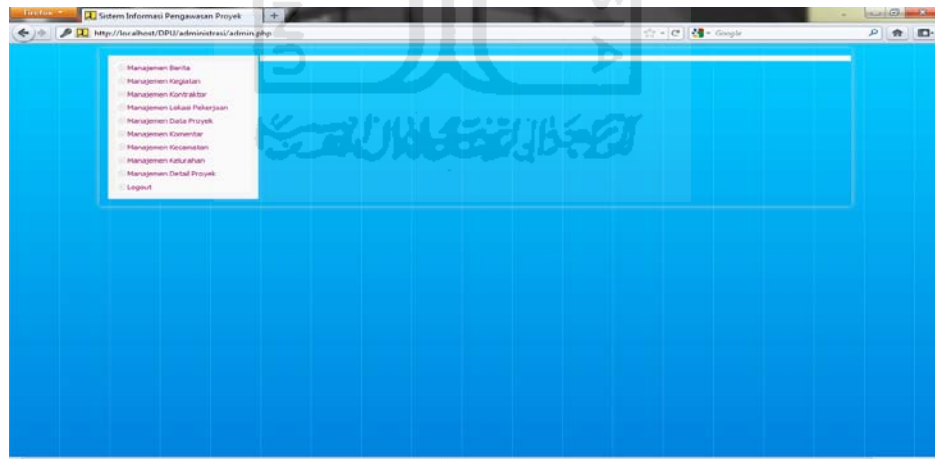 Firefox
Sistem Informasi Pengawasan Proyek
http://localhost/DPU/administrasi/admin.php
Google
Manajemen Berita
Manajemen Kegiatan
Manajemen Kontraktor
Manajemen Lokasi Pekerjaan
Manajemen Data Proyek
Manajemen Komentar
Manajemen Kecamatan
Manajemen Kelurahan
Manajemen Detail Proyek
Logout